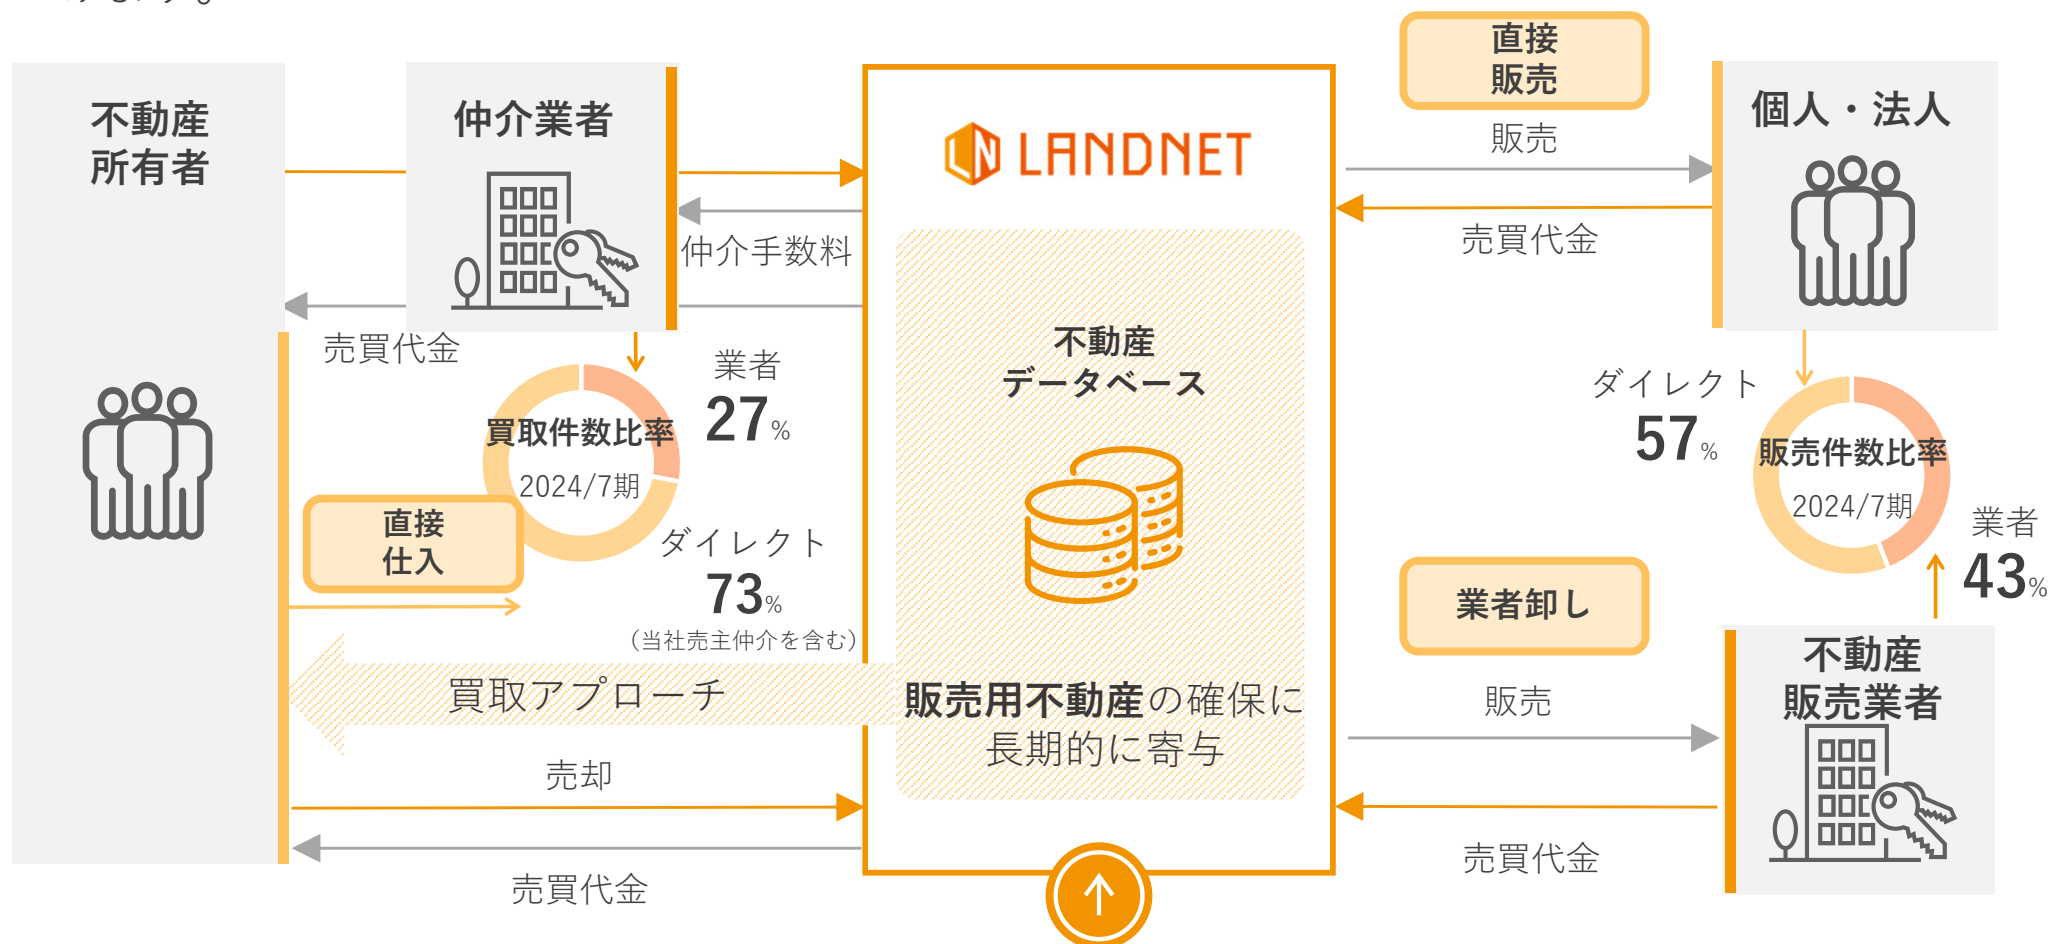 不動産
所有者
仲介業者
仲介手数料
売買代金
業者
27%
買取件数比率
2024/7期
ダイレクト
73%
(当社売主仲介を含む)
直接
仕入
買取アプローチ
売却
売買代金
LANDNET
不動産
データベース
販売用不動産の確保に
長期的に寄与
直接
販売
販売
売買代金
個人・法人
ダイレクト
57%
販売件数比率
2024/7期
業者
43%
業者卸し
販売
売買代金
不動産
販売業者